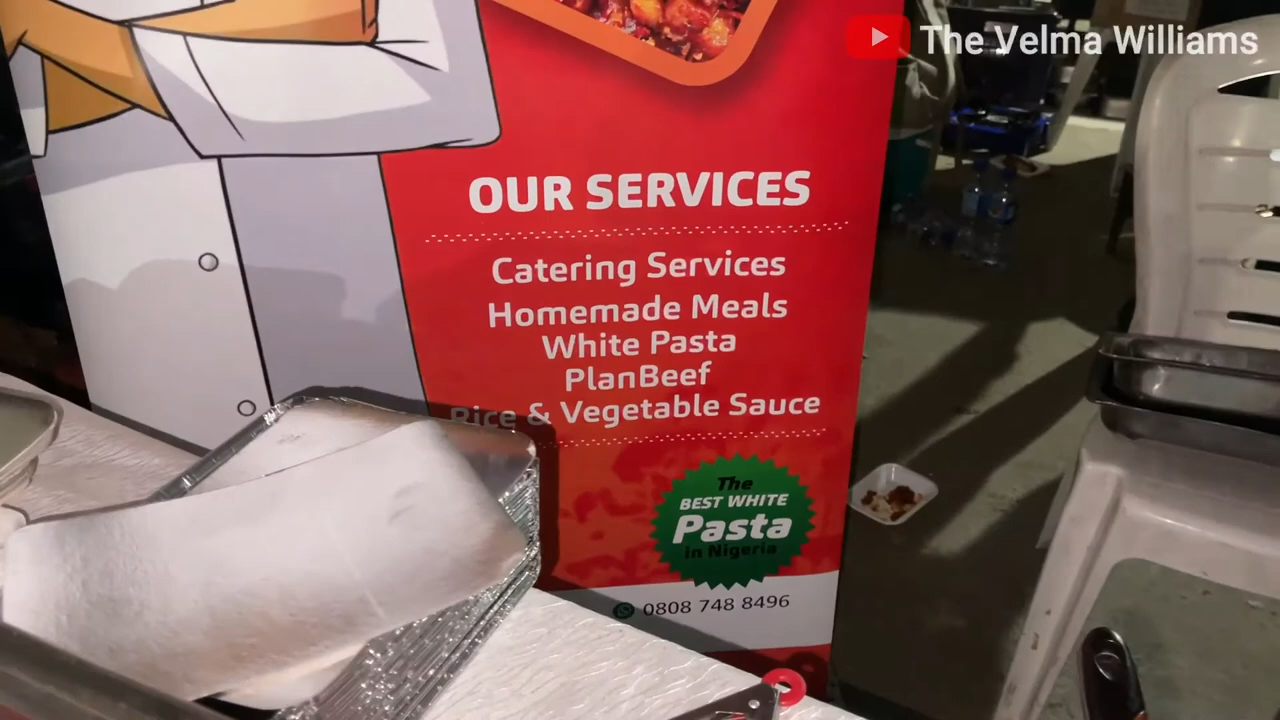 The Velma Williams
OUR SERVICES
Catering Services
Homemade Meals
White Pasta
PlanBeef
Rice & Vegetable Sauce
The
BEST WHITE
Pasta
in Nigeria
0808 748 8496